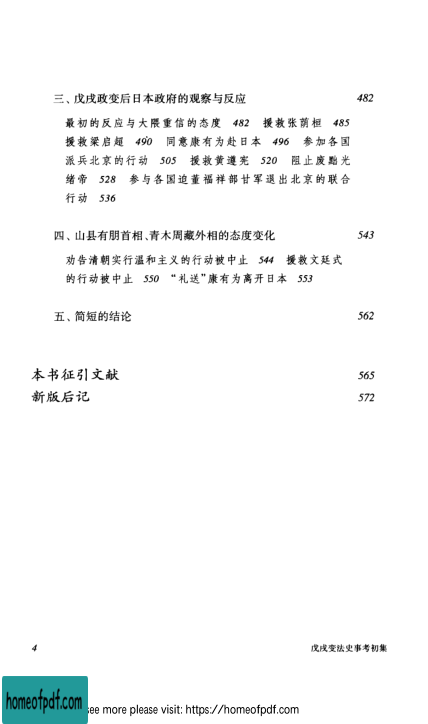 三、戊戌政变后日本政府的观察与反应 482
最初的反应与大隈重信的态度 482 援救张荫桓 485
援救梁启超 490 同意康有为赴日本 496 参加各国
派兵北京的行动 505 援救黄遵宪 520 阻止废黜光
绪帝 528 参与各国迫董福祥部甘军退出北京的联合
行动 536
四、山县有朋首相、青木周藏外相的态度变化 543
劝告清朝实行温和主义的行动被中止 544 援救文廷式
的行动被中止 550 “礼送”康有为离开日本 553
五、简短的结论 562
本书征引文献 565
新版后记 572
4 戊戌变法史事考初集
homeofpdf.com
see more please visit: https://homeofpdf.com